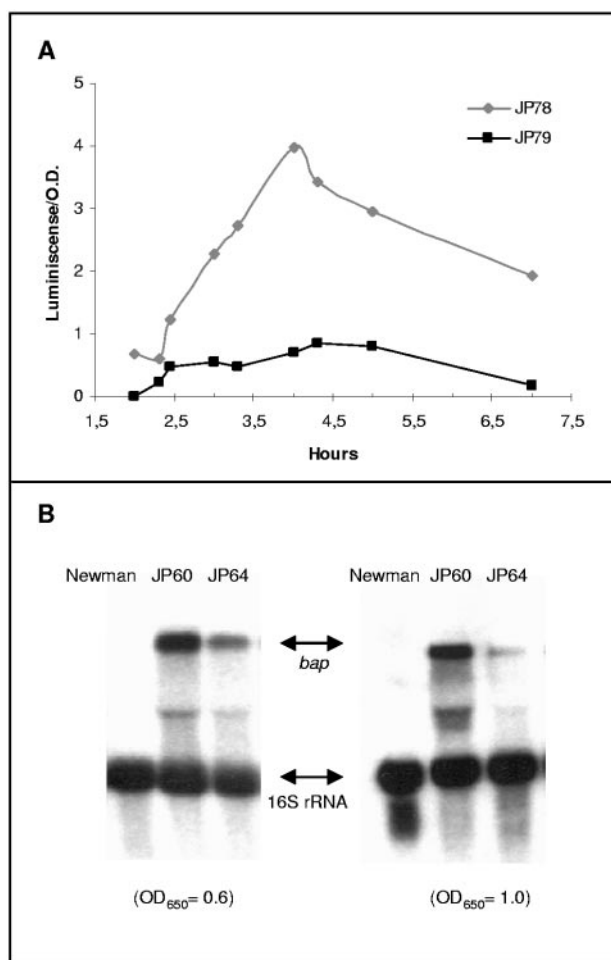 A
5
4
3
2
1
0
Luminiscense/O.D.
JP78
JP79
1,5 2,5 3,5 4,5 5,5 6,5 7,5
Hours
B
Newman JP60 JP64
Newman JP60 JP64
bap
16S rRNA
(OD650= 0.6)
(OD650= 1.0)